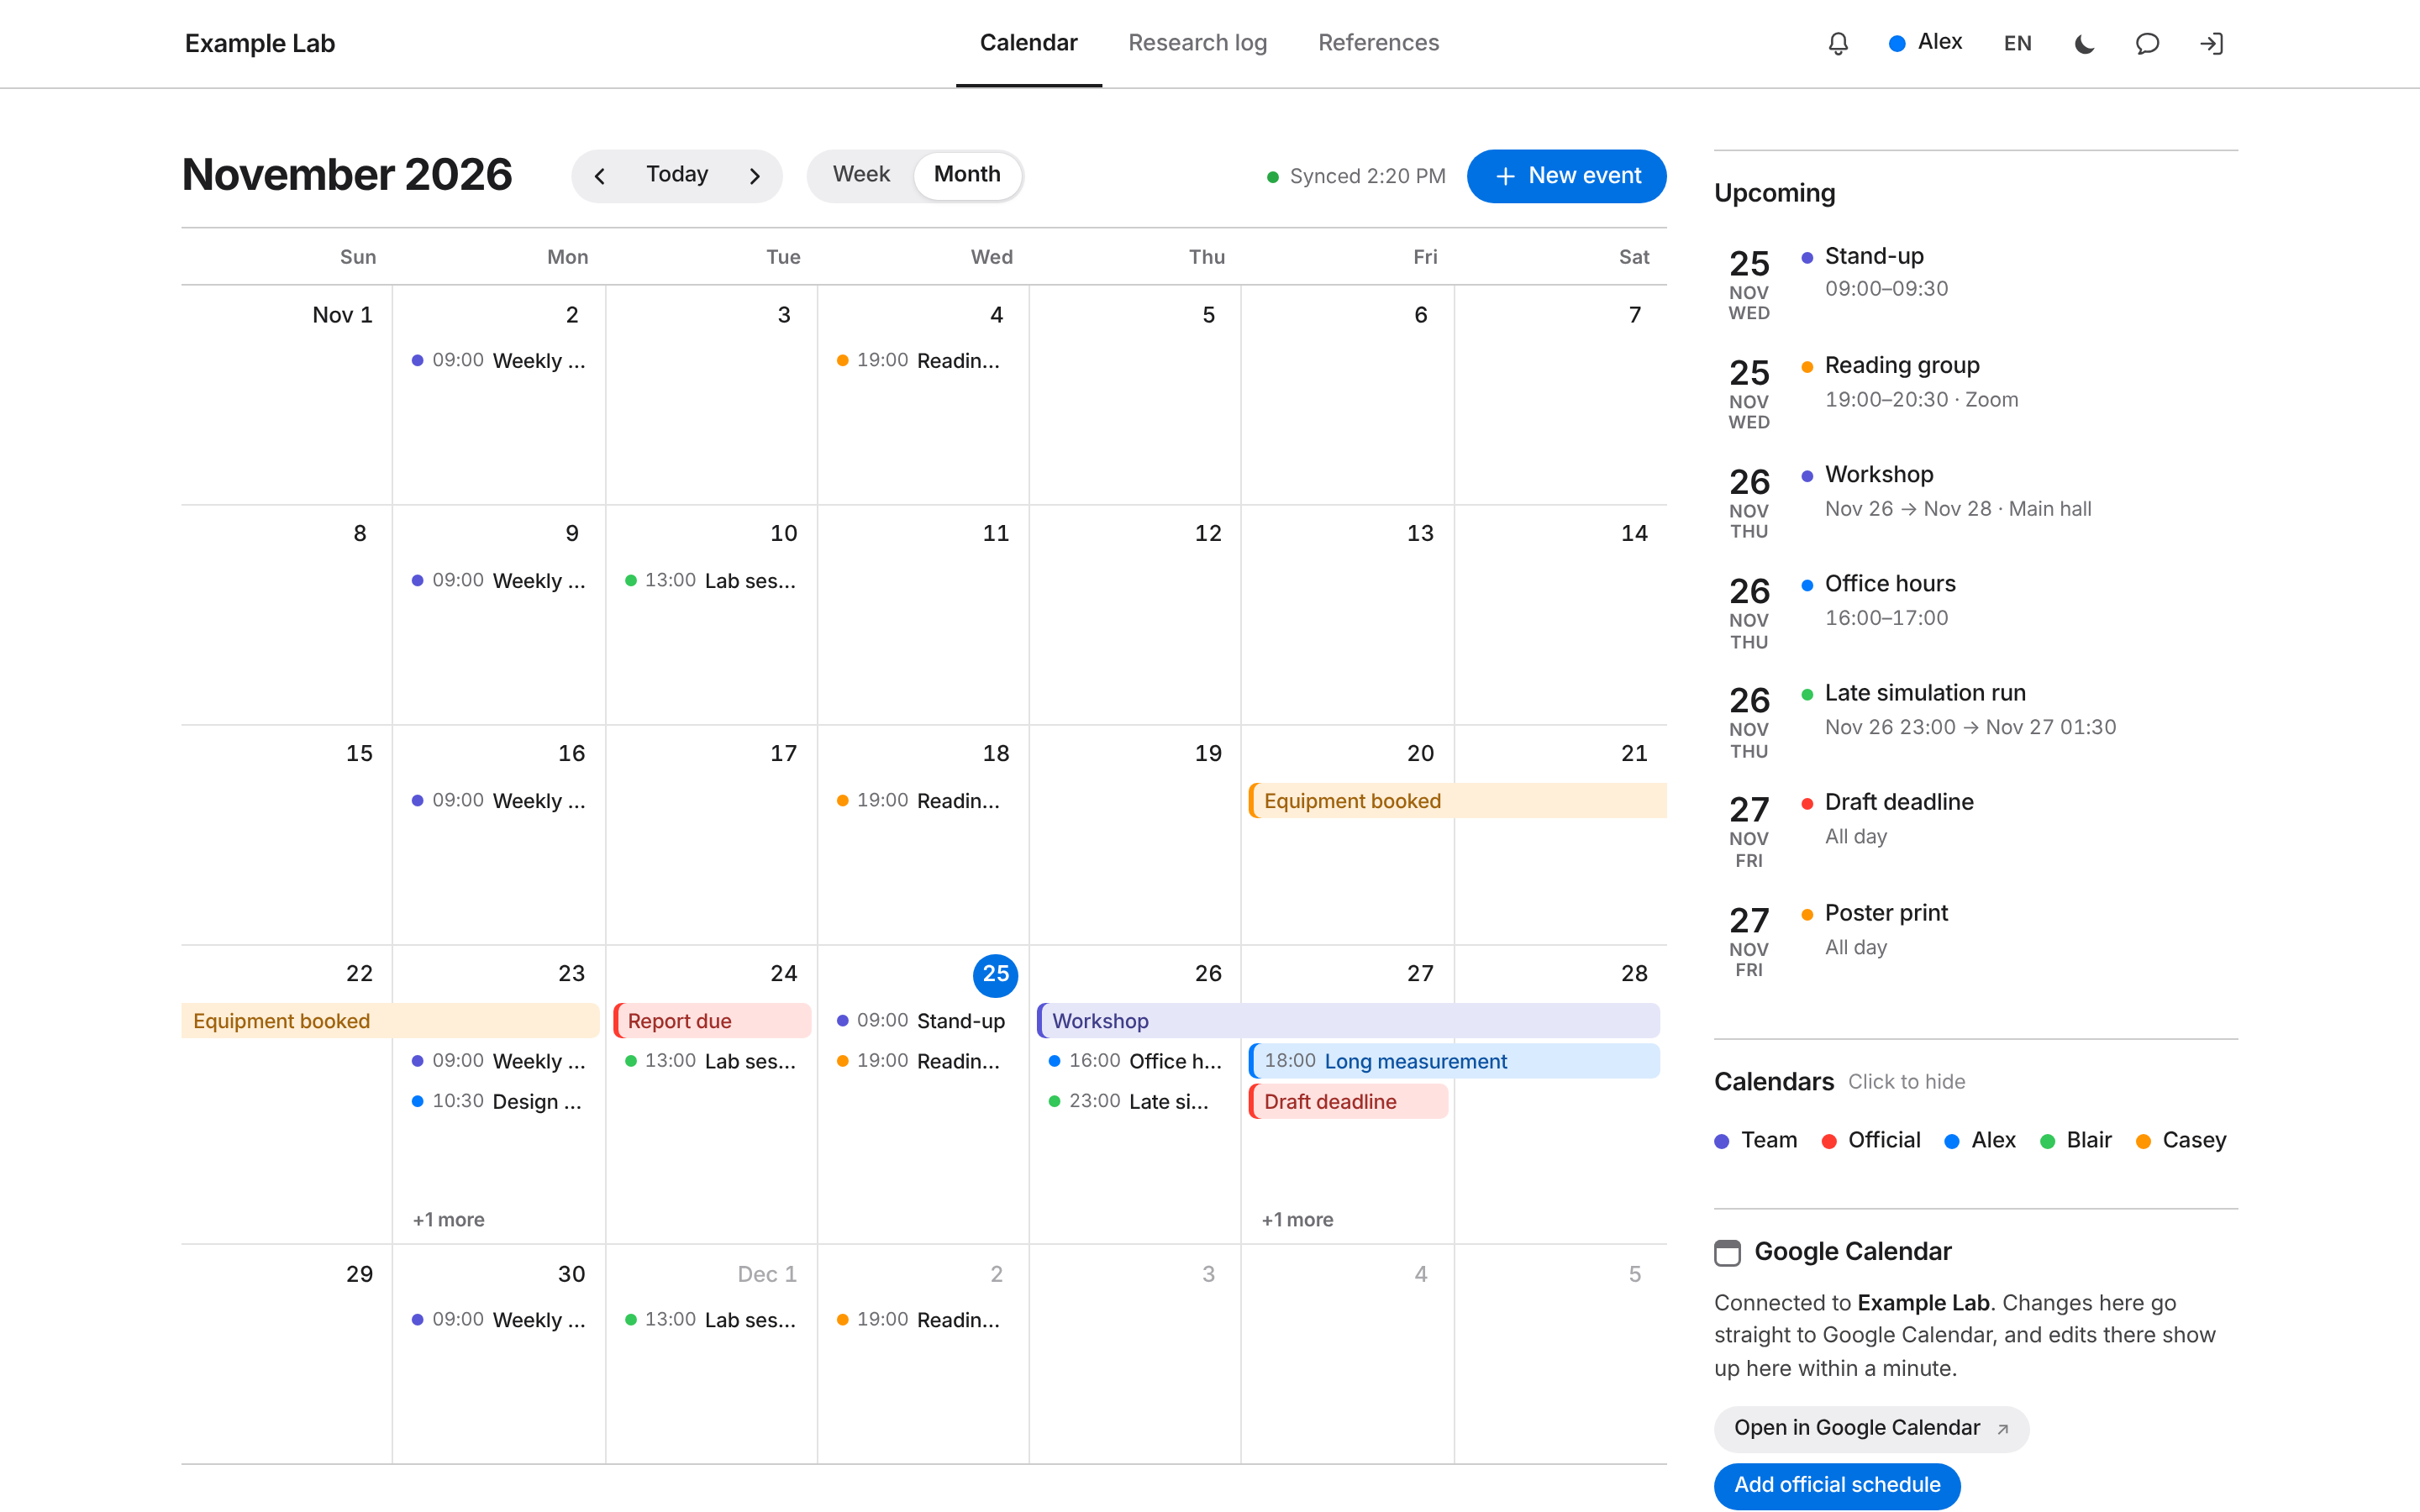 Example Lab
Calendar
Research log
References
Alex
EN
November 2026
Today
Week
Month
Synced 2:20 PM
New event
Sun Mon Tue Wed Thu Fri Sat
Nov 1 2 3 4 5 6 7
09:00 Weekly ...
19:00 Readin...
8 9 10 11 12 13 14
09:00 Weekly ...
13:00 Lab ses...
15 16 17 18 19 20 21
09:00 Weekly ...
19:00 Readin...
Equipment booked
22 23 24 25 26 27 28
Equipment booked
Report due
09:00 Stand-up
Workshop
09:00 Weekly ...
13:00 Lab ses...
19:00 Readin...
16:00 Office h...
18:00 Long measurement
10:30 Design ...
23:00 Late si...
Draft deadline
+1 more
+1 more
29 30 Dec 1 2 3 4 5
09:00 Weekly ...
13:00 Lab ses...
19:00 Readin...
Upcoming
25 NOV WED
Stand-up
09:00–09:30
25 NOV WED
Reading group
19:00–20:30 · Zoom
26 NOV THU
Workshop
Nov 26 → Nov 28 · Main hall
26 NOV THU
Office hours
16:00–17:00
26 NOV THU
Late simulation run
Nov 26 23:00 → Nov 27 01:30
27 NOV FRI
Draft deadline
All day
27 NOV FRI
Poster print
All day
Calendars Click to hide
Team Official Alex Blair Casey
Google Calendar
Connected to Example Lab. Changes here go
straight to Google Calendar, and edits there show
up here within a minute.
Open in Google Calendar
Add official schedule